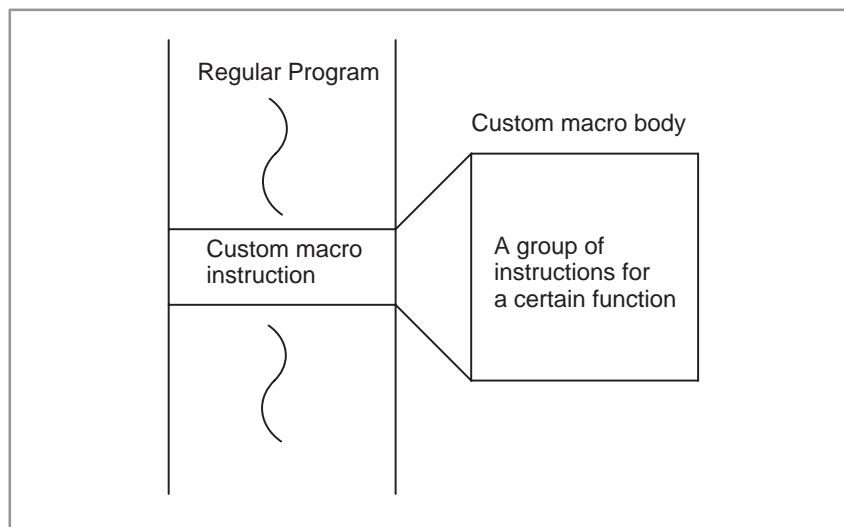 Regular Program
Custom macro body
Custom macro
instruction
A group of
instructions for
a certain function